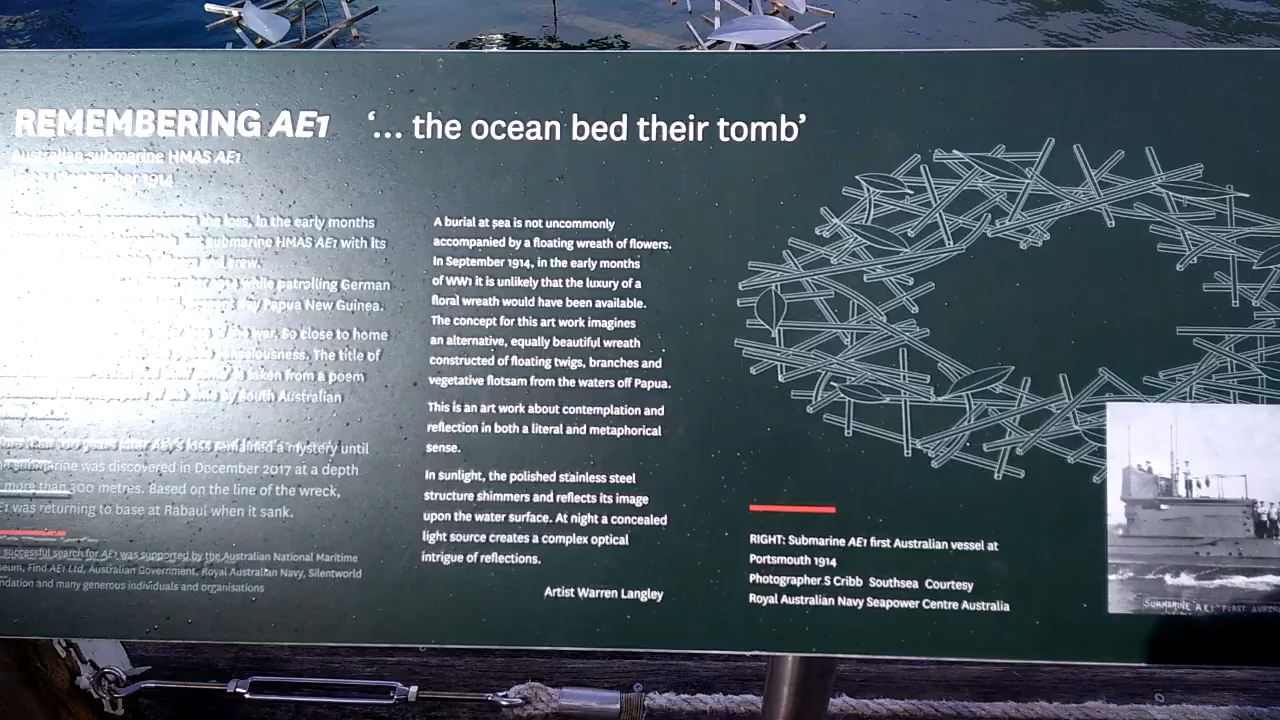 REMEMBERING AE1
'... the ocean bed their tomb'
Australian submarine HMAS AE1
September 1914
the loss, in the early months
submarine HMAS AE1 with its
and crew.
while patrolling German
Papua New Guinea.
of the war. So close to home
consciousness. The title of
is taken from a poem
by South Australian
years later AE1's loss remained a mystery until
submarine was discovered in December 2017 at a depth
more than 300 metres. Based on the line of the wreck,
was returning to base at Rabaul when it sank.
successful search for AE1 was supported by the Australian National Maritime
Find AE1 Ltd, Australian Government, Royal Australian Navy, Silentworld
and many generous individuals and organisations
A burial at sea is not uncommonly
accompanied by a floating wreath of flowers.
In September 1914, in the early months
of WW1 it is unlikely that the luxury of a
floral wreath would have been available.
The concept for this art work imagines
an alternative, equally beautiful wreath
constructed of floating twigs, branches and
vegetative flotsam from the waters off Papua.
This is an art work about contemplation and
reflection in both a literal and metaphorical
sense.
In sunlight, the polished stainless steel
structure shimmers and reflects its image
upon the water surface. At night a concealed
light source creates a complex optical
intrigue of reflections.
Artist Warren Langley
RIGHT: Submarine AE1 first Australian vessel at
Portsmouth 1914
Photographer.S Cribb Southsea Courtesy
Royal Australian Navy Seapower Centre Australia
SUBMARINE "AE1" FIRST